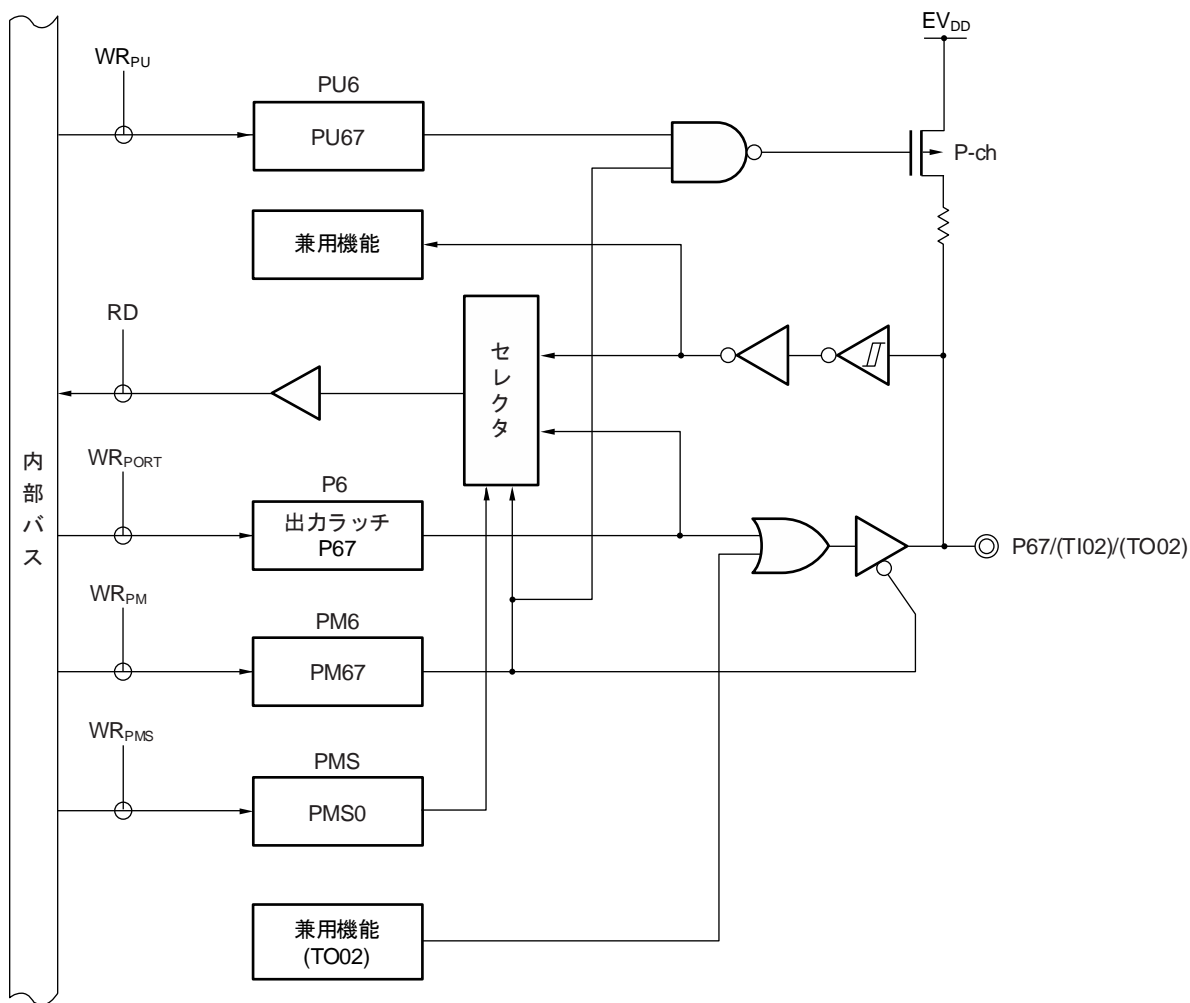 EVDD
WRPU
PU6
PU67
P-ch
兼用機能
RD
セレクタ
内部バス
WRPORT
P6
出力ラッチ
P67
P67/(TI02)/(TO02)
WRPM
PM6
PM67
WRPMS
PMS
PMS0
兼用機能
(TO02)